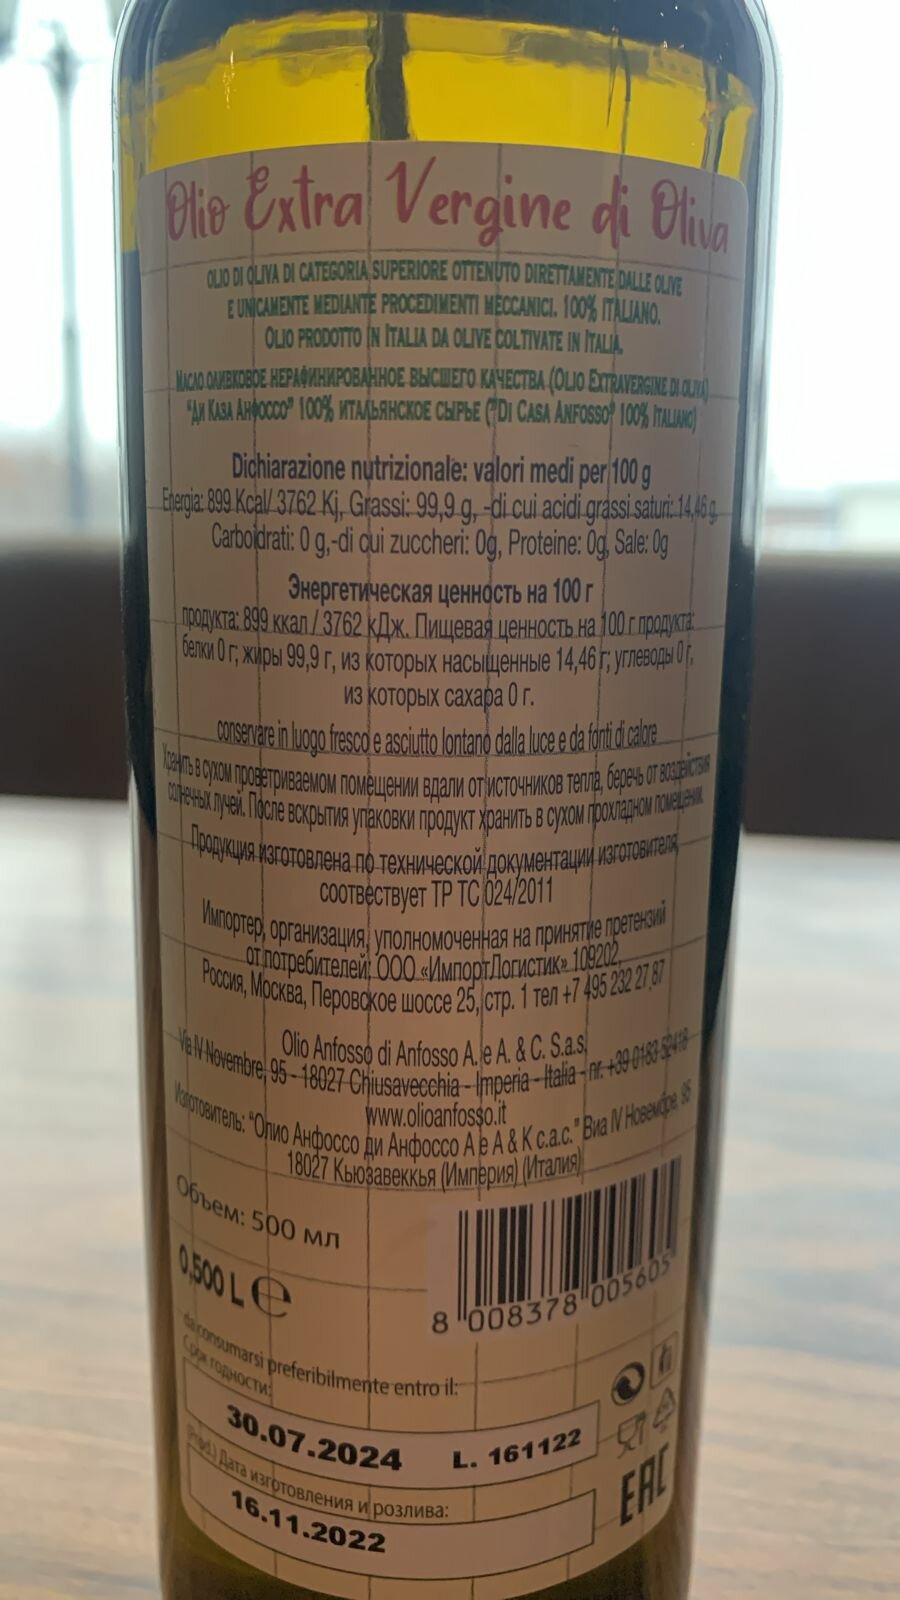 Olio Extra Vergine di Oliva
OLIO DI OLIVA DI CATEGORIA SUPERIORE OTTENUTO DIRETTAMENTE DALLE OLIVE
E UNICAMENTE MEDIANTE PROCEDIMENTI MECCANICI. 100% ITALIANO.
OLIO PRODOTTO IN ITALIA DA OLIVE COLTIVATE IN ITALIA.
МАСЛО ОЛИВКОВОЕ НЕРАФИНИРОВАННОЕ ВЫСШЕГО КАЧЕСТВА (OLIO EXTRAVERGINE DI OLIVA)
"ДИ КАЗА АНФОССО" 100% ИТАЛЬЯНСКОЕ СЫРЬЕ ("DI CASA ANFOSSO" 100% ITALIANO)
Dichiarazione nutrizionale: valori medi per 100 g
Energia: 899 Kcal/ 3762 Kj, Grassi: 99,9 g, -di cui acidi grassi saturi: 14,46 g,
Carboidrati: 0 g,-di cui zuccheri: 0g, Proteine: 0g, Sale: 0g
Энергетическая ценность на 100 г
продукта: 899 ккал / 3762 кДж. Пищевая ценность на 100 г продукта:
белки 0 г; жиры 99,9 г, из которых насыщенные 14,46 г; углеводы 0 г,
из которых сахара 0 г.
conservare in luogo fresco e asciutto lontano dalla luce e da fonti di calore
Хранить в сухом проветриваемом помещении вдали от источников тепла, беречь от воздействия
солнечных лучей. После вскрытия упаковки продукт хранить в сухом прохладном помещении.
Продукция изготовлена по технической документации изготовителя,
соотвествует ТР ТС 024/2011
Импортер, организация, уполномоченная на принятие претензий
от потребителей: ООО «ИмпортЛогистик» 109202,
Россия, Москва, Перовское шоссе 25, стр. 1 тел +7 495 232 27 87
Olio Anfosso di Anfosso A. e A. & C. S.a.s.
Via IV Novembre, 95 - 18027 Chiusavecchia - Imperia - Italia - nr. +39 0183 52418
www.olioanfosso.it
Изготовитель: "Олио Анфоссо ди Анфоссо А е А & К с.а.с." Виа IV Новембре, 95
18027 Кьюзавеккья (Империя) (Италия)
Объем: 500 мл
0,500 L ℮
8 008378 005605
da consumarsi preferibilmente entro il:
Срок годности:
30.07.2024 L. 161122
(Prod.) Дата изготовления и розлива:
16.11.2022
EAC